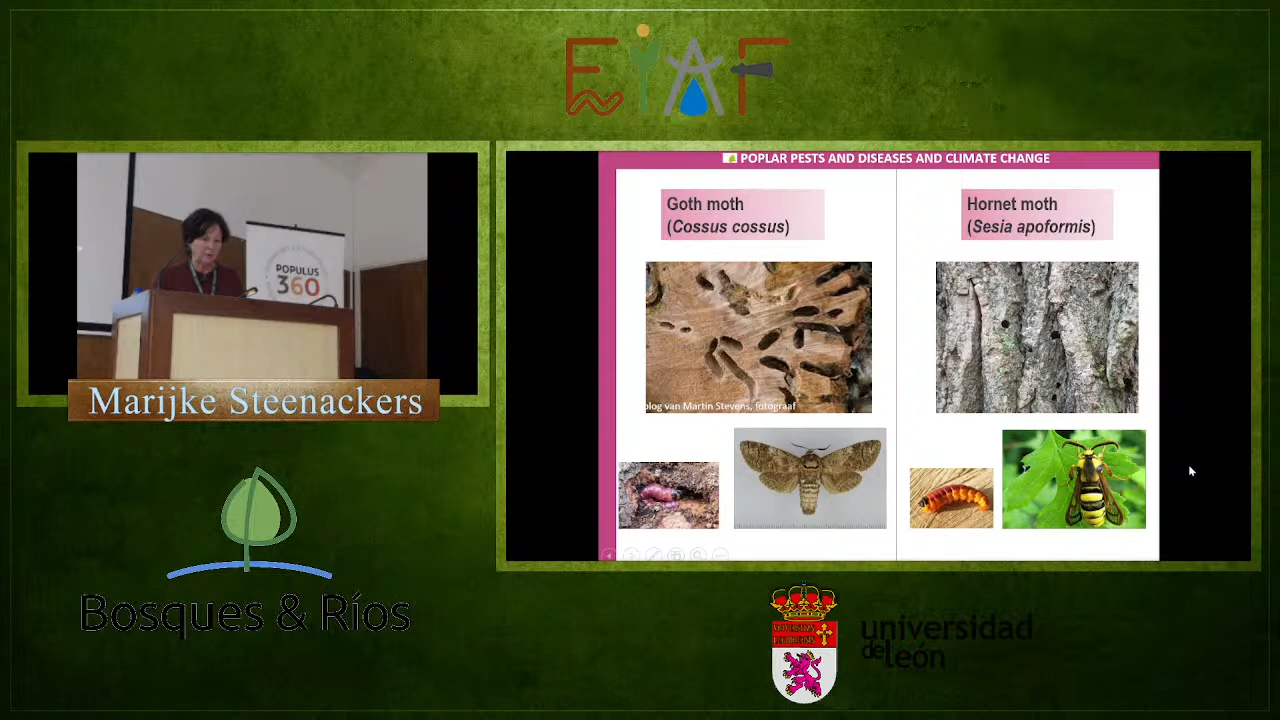 EIAF
POPLAR PESTS AND DISEASES AND CLIMATE CHANGE
Goth moth
(Cossus cossus)
Hornet moth
(Sesia apoformis)
POPULUS
360
blog van Martin Stevens, fotograaf
Marijke Steenackers
Bosques & Ríos
universidad
de león